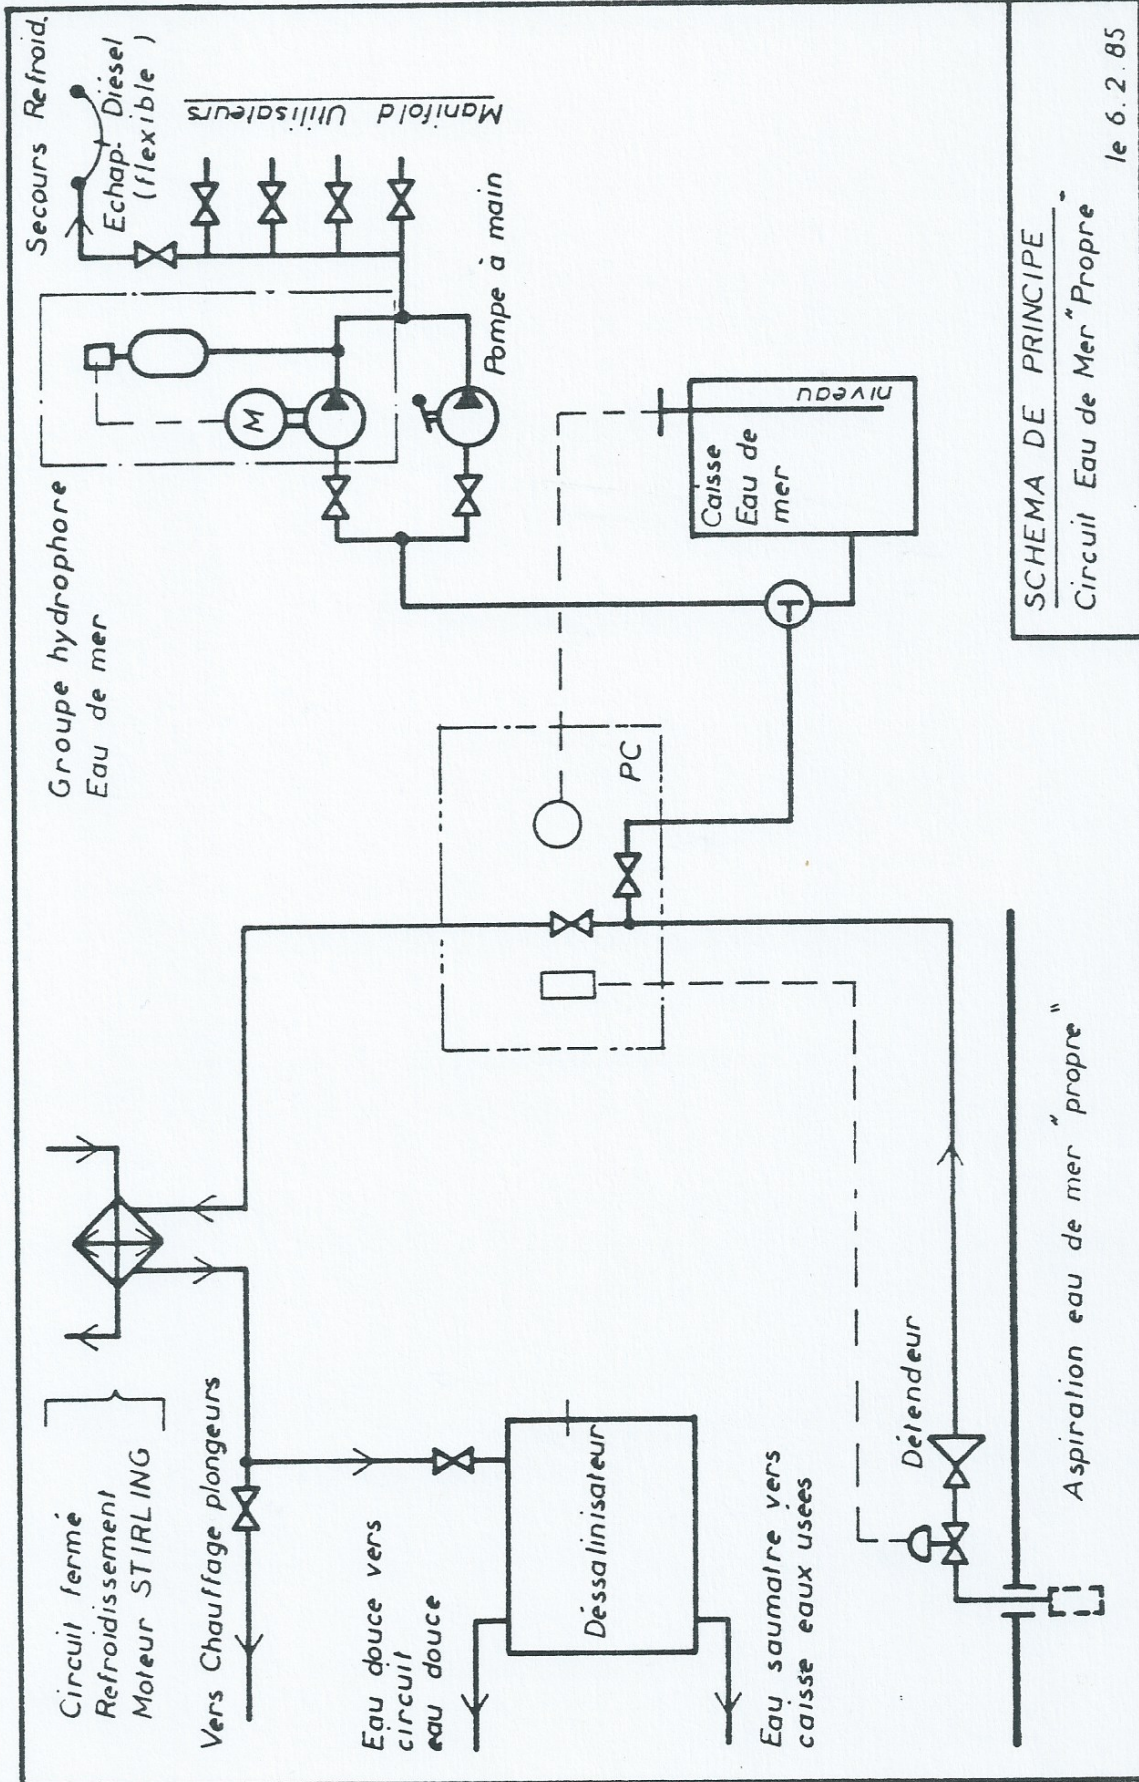 Circuit fermé
Refroidissement
Moteur STIRLING
Vers Chauffage plongeurs
Eau douce vers
circuit
eau douce
Déssalinisateur
Eau saumatre vers
caisse eaux usées
Détendeur
Aspiration eau de mer "propre"
PC
Groupe hydrophore
Eau de mer
M
Pompe à main
Secours Refroid.
Echap- Diésel
(flexible)
Manifold Utilisateurs
Caisse
Eau de
mer
niveau
T
SCHEMA DE PRINCIPE
Circuit Eau de Mer "Propre"
le 6.2.85